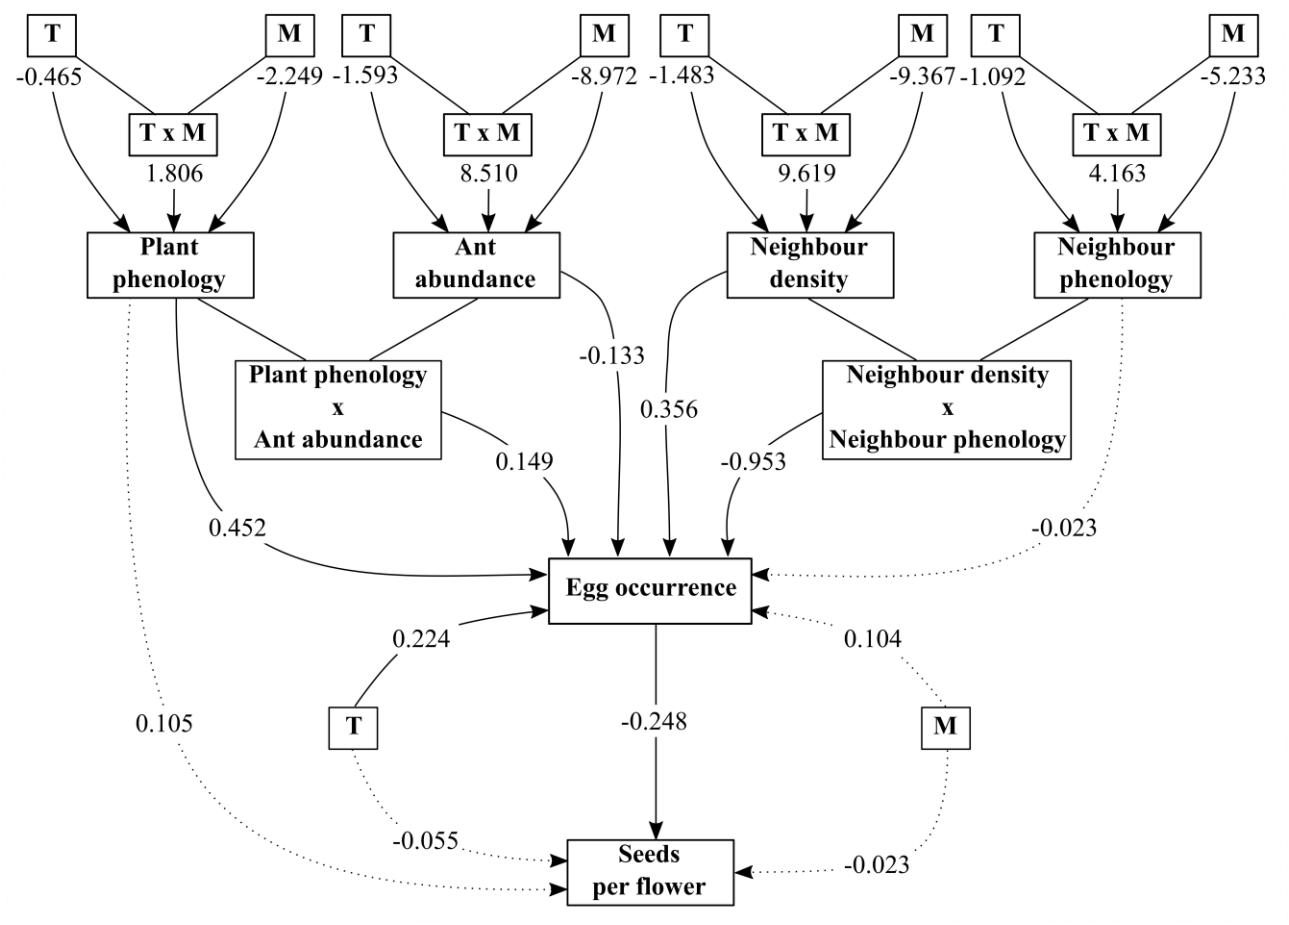 T M T M T M T M
-0.465 -2.249 -1.593 -8.972 -1.483 -9.367 -1.092 -5.233
T x M T x M T x M T x M
1.806 8.510 9.619 4.163
Plant
phenology
Ant
abundance
Neighbour
density
Neighbour
phenology
-0.133
Plant phenology
x
Ant abundance
0.356
Neighbour density
x
Neighbour phenology
0.149
-0.953
0.452
-0.023
Egg occurrence
0.224
0.104
0.105
T
-0.248
M
-0.055
-0.023
Seeds
per flower